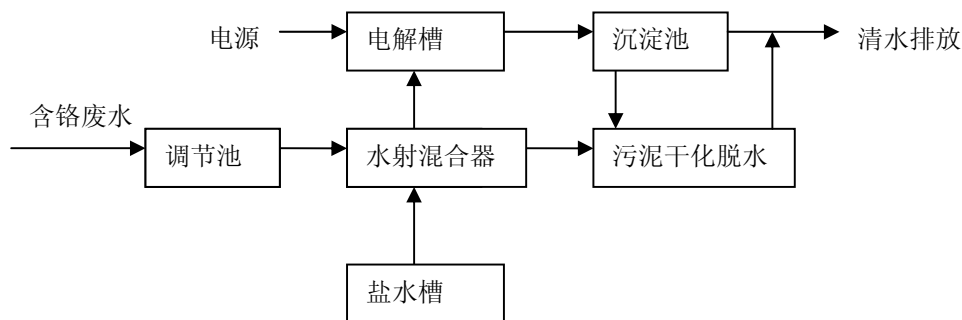 电源
电解槽
沉淀池
清水排放
含铬废水
调节池
水射混合器
污泥干化脱水
盐水槽